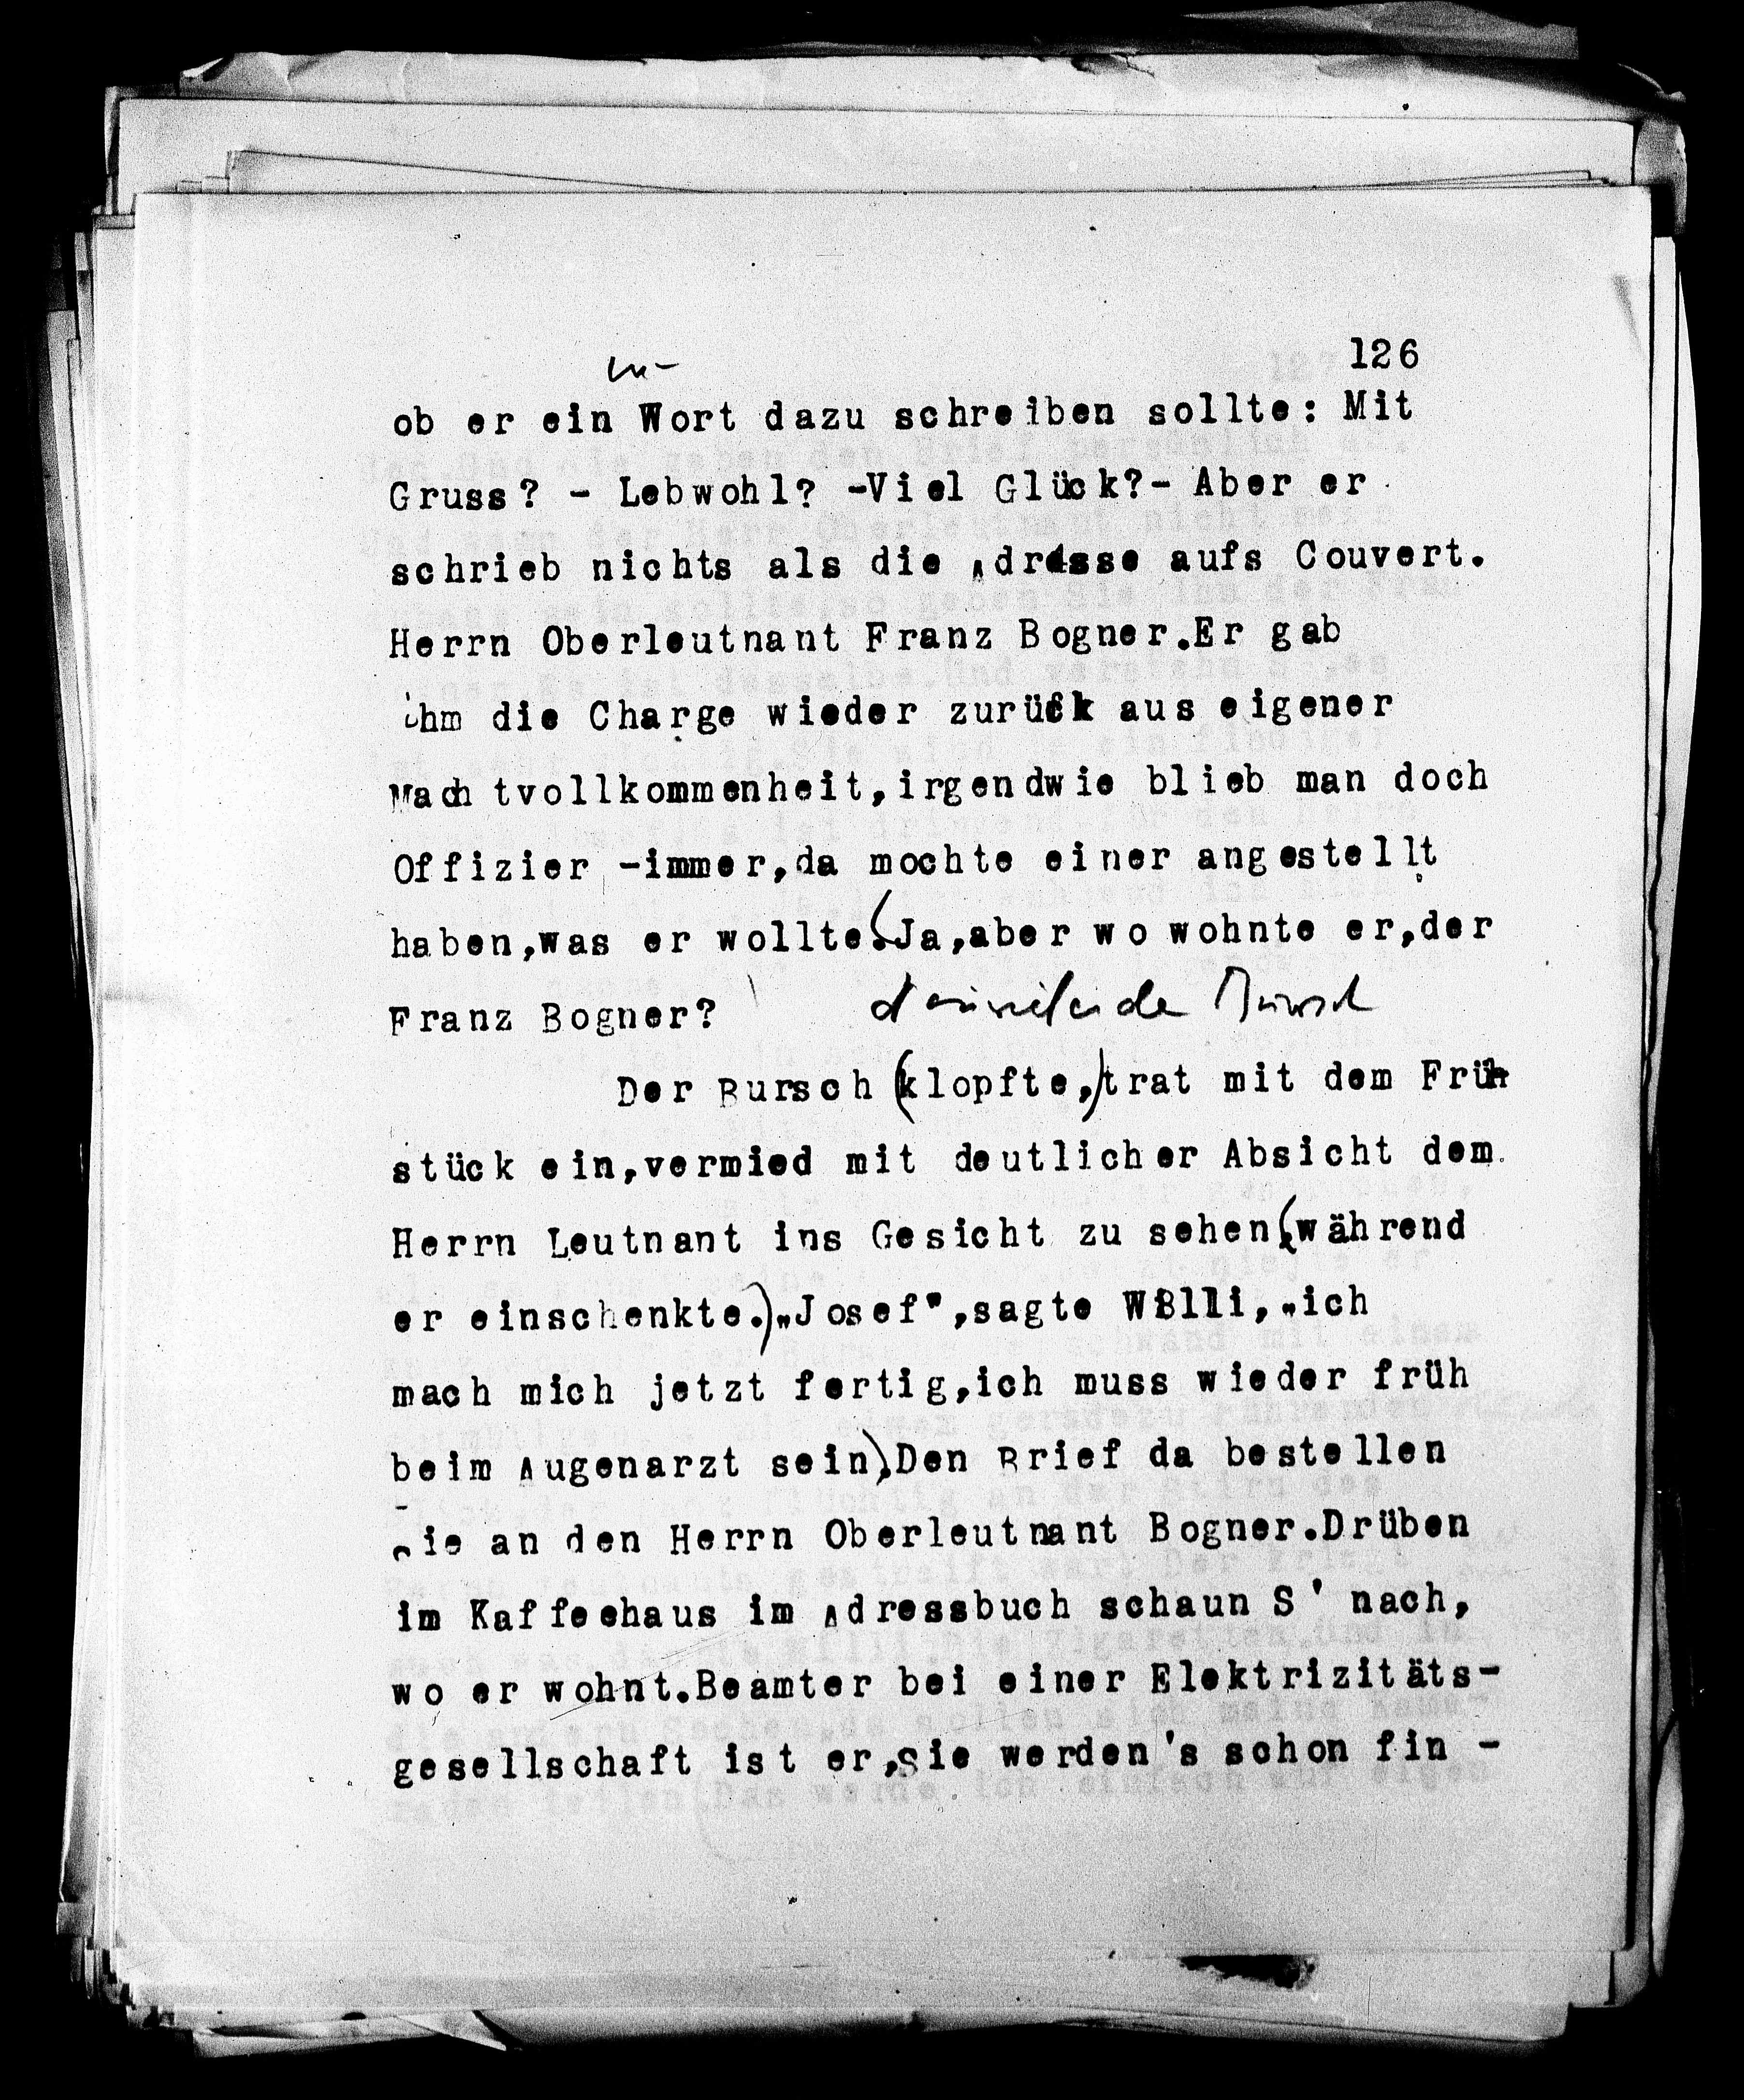 126
ob er ein Wort dazu schreiben sollte: Mit
Gruss? - Lebwohl? -Viel Glück?- Aber er
schrieb nichts als die Adresse aufs Couvert.
Herrn Oberleutnant Franz Bogner.Er gab
ihm die Charge wieder zurück aus eigener
Machtvollkommenheit,irgendwie blieb man doch
Offizier -immer,da mochte einer angestellt
haben,was er wollte.(Ja,aber wo wohnte er,der
Franz Bogner?
Der Bursch (klopfte,)trat mit dem Früh
stück ein,vermied mit deutlicher Absicht dem
Herrn Leutnant ins Gesicht zu sehen(,während
er einschenkte.)„Josef",sagte Willi,„ich
mach mich jetzt fertig,ich muss wieder früh
beim Augenarzt sein).Den Brief da bestellen
Sie an den Herrn Oberleutnant Bogner.Drüben
im Kaffeehaus im Adressbuch schaun S' nach,
wo er wohnt.Beamter bei einer Elektrizitäts-
gesellschaft ist er,Sie werden's schon fin -